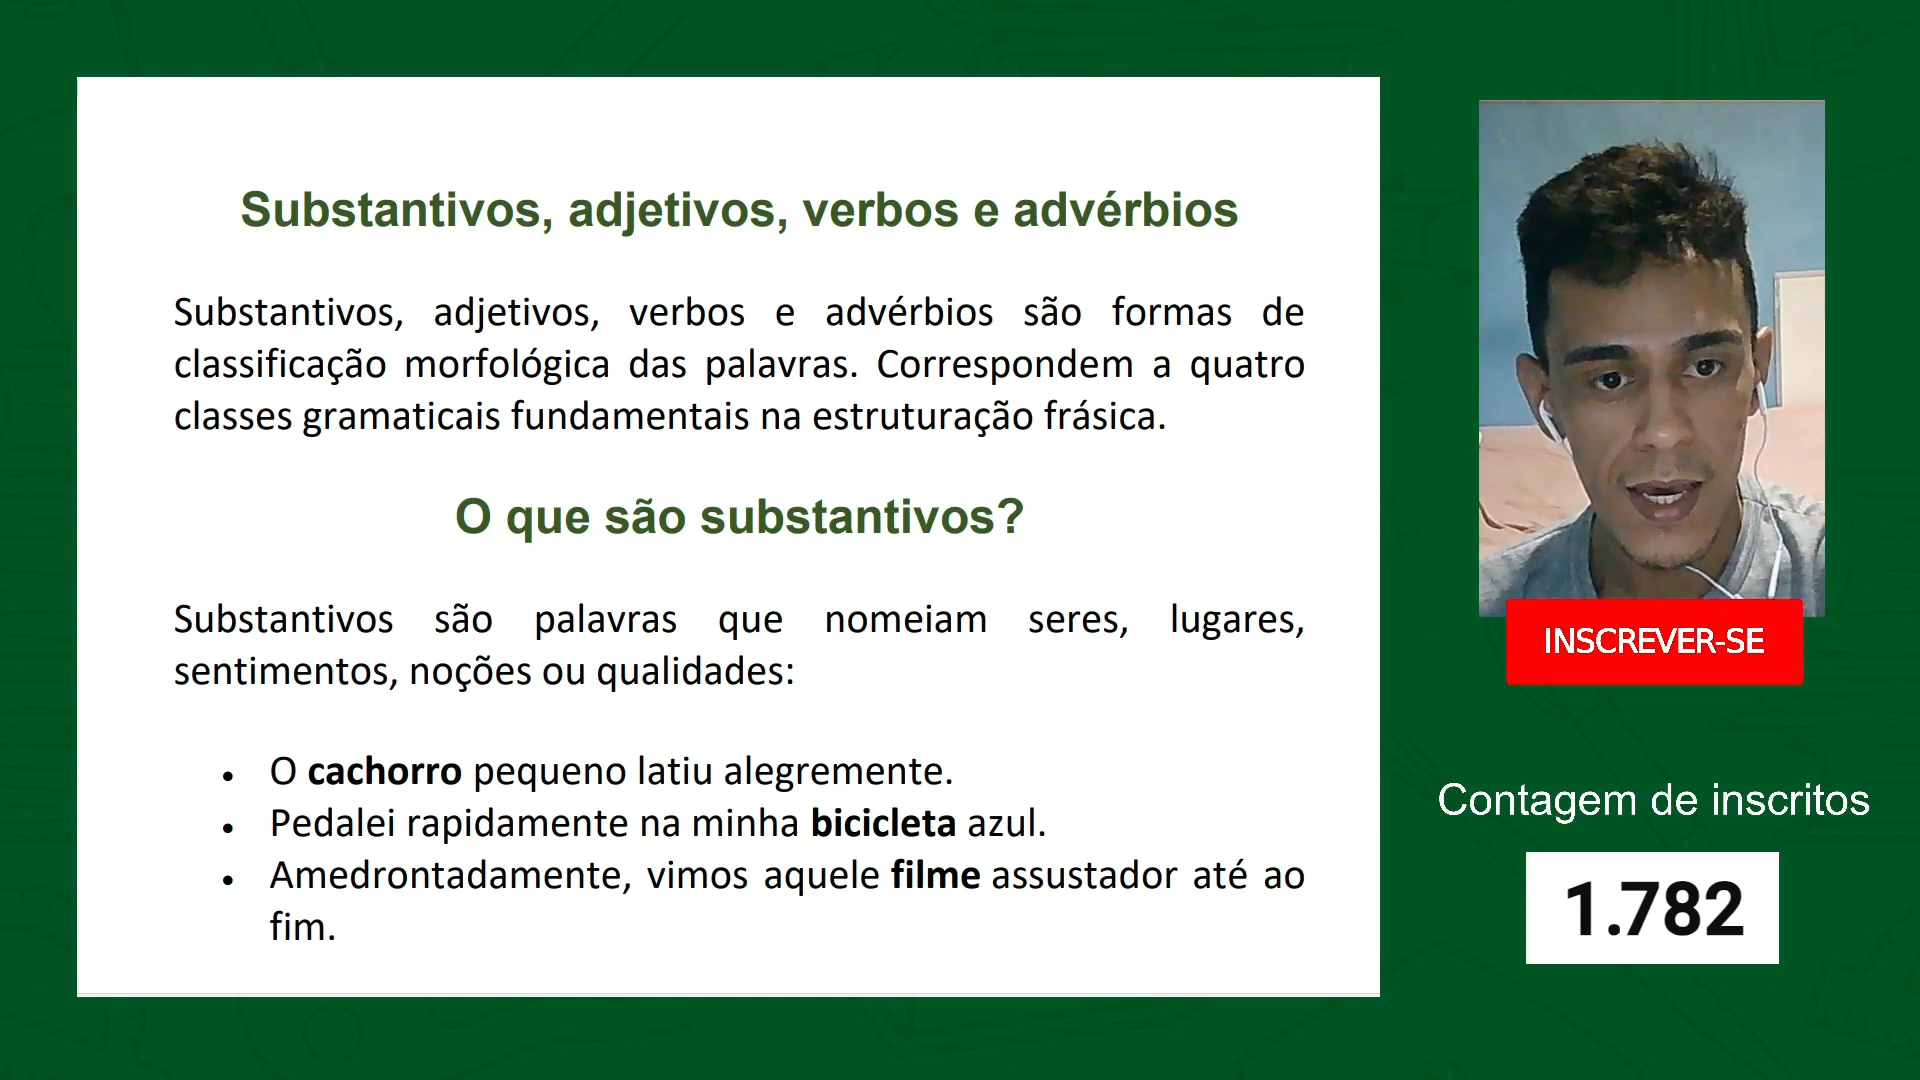 Substantivos, adjetivos, verbos e advérbios
Substantivos, adjetivos, verbos e advérbios são formas de
classificação morfológica das palavras. Correspondem a quatro
classes gramaticais fundamentais na estruturação frásica.
O que são substantivos?
Substantivos são palavras que nomeiam seres, lugares,
sentimentos, noções ou qualidades:
• O cachorro pequeno latiu alegremente.
• Pedalei rapidamente na minha bicicleta azul.
• Amedrontadamente, vimos aquele filme assustador até ao
fim.
INSCREVER-SE
Contagem de inscritos
1.782